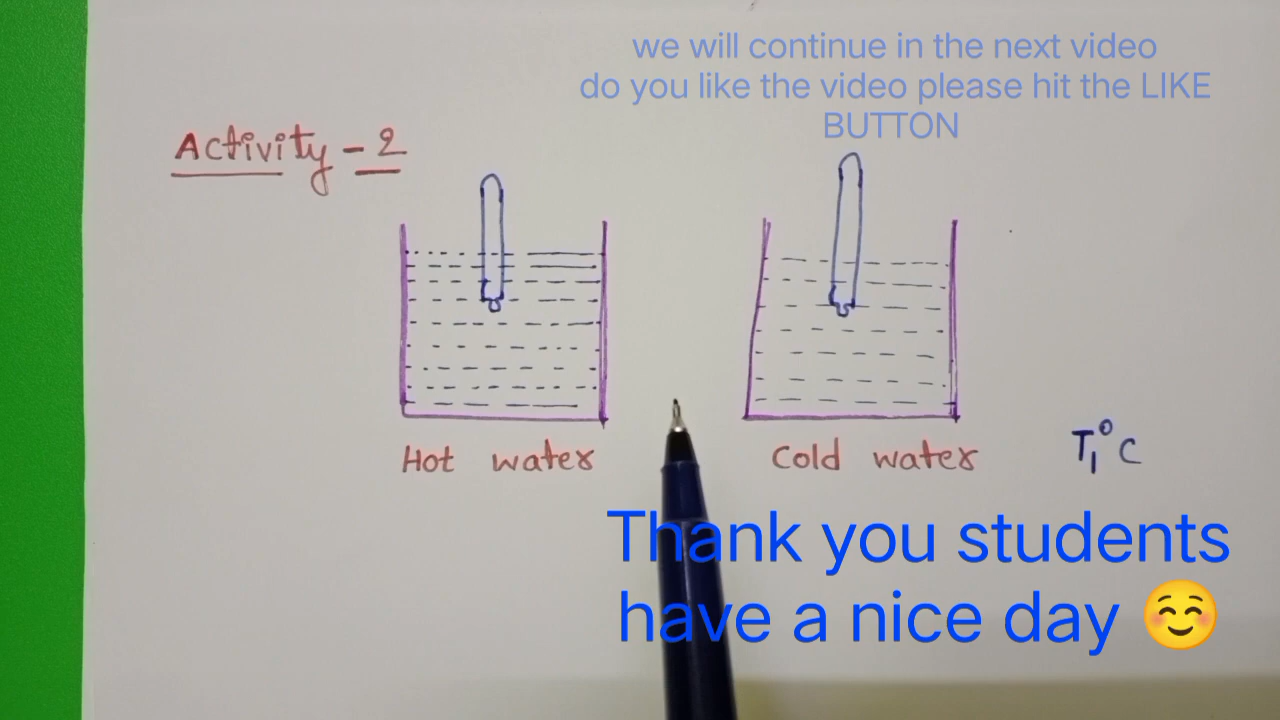 we will continue in the next video
do you like the video please hit the LIKE
BUTTON
Activity - 2
Hot water
Cold water
T₁°C
Thank you students
have a nice day ☺️